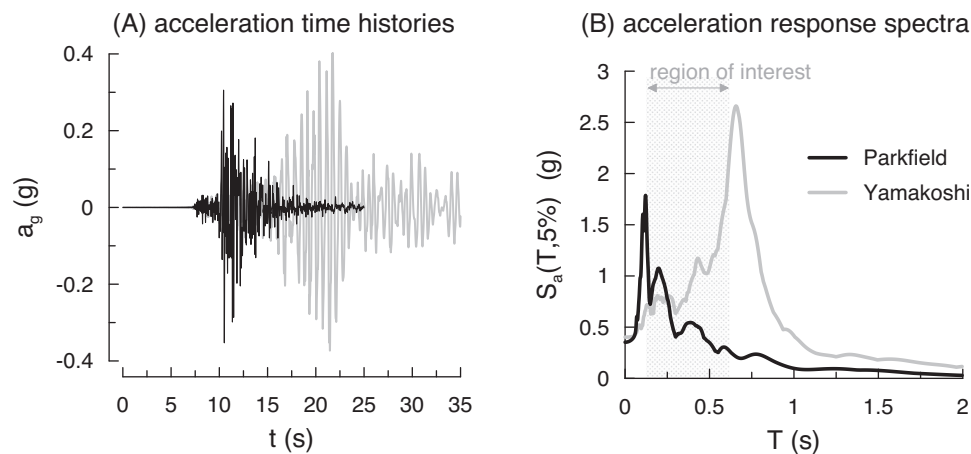 (A) acceleration time histories
0.4
0.2
0
-0.2
-0.4
a_g (g)
0 5 10 15 20 25 30 35
t (s)
(B) acceleration response spectra
region of interest
3
2.5
2
1.5
1
0.5
0
S_a(T,5%) (g)
Parkfield
Yamakoshi
0 0.5 1 1.5 2
T (s)